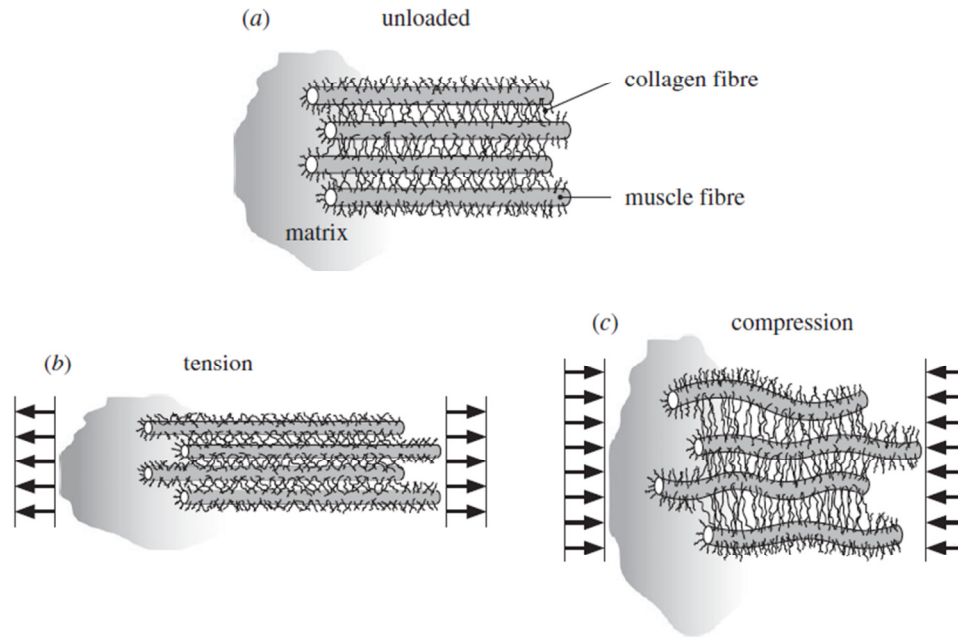 (a) unloaded
collagen fibre
muscle fibre
matrix
(b) tension
(c) compression